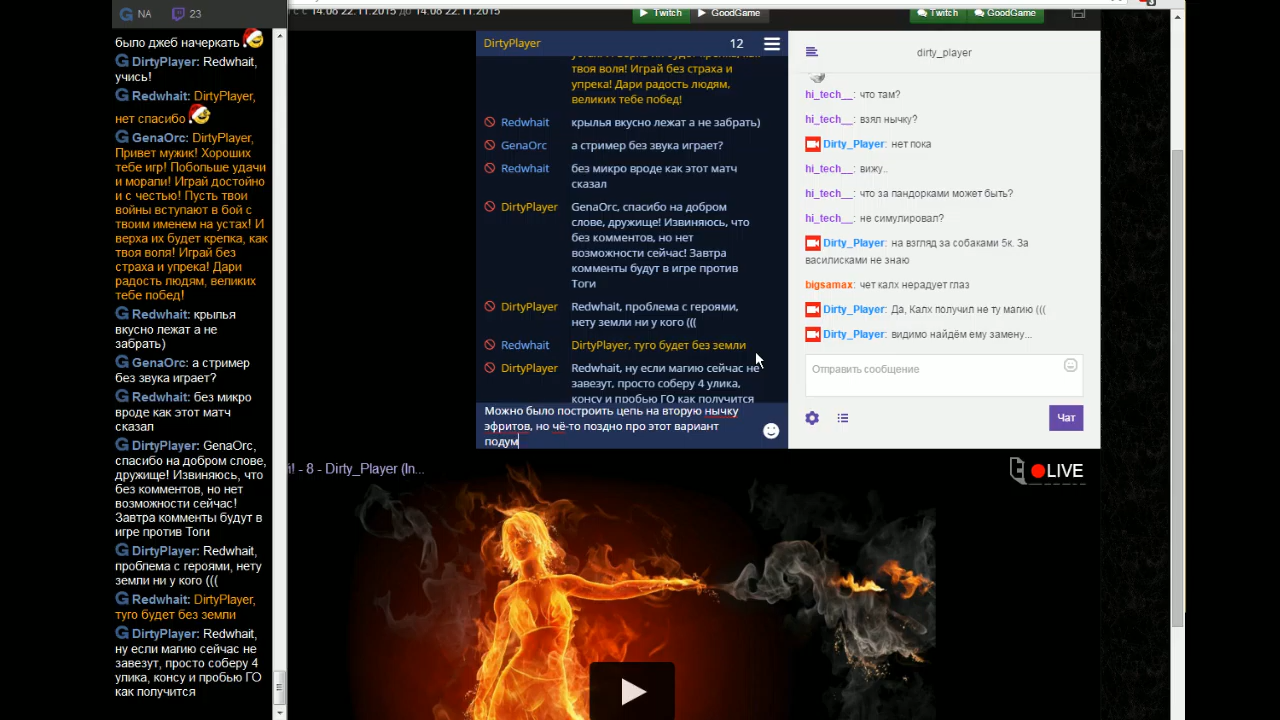 NA 23
было джеб начеркать
DirtyPlayer: Redwhait,
учись!
Redwhait: DirtyPlayer,
нет спасибо
GenaOrc: DirtyPlayer,
Привет мужик! Хороших
тебе игр! Побольше удачи
и морали! Играй достойно
и с честью! Пусть твои
войны вступают в бой с
твоим именем на устах! И
верха их будет крепка, как
твоя воля! Играй без
страха и упрека! Дари
радость людям, великих
тебе побед!
Redwhait: крылья
вкусно лежат а не
забрать)
GenaOrc: а стример
без звука играет?
Redwhait: без микро
вроде как этот матч
сказал
DirtyPlayer: GenaOrc,
спасибо на добром слове,
дружище! Извиняюсь, что
без комментов, но нет
возможности сейчас!
Завтра комменты будут в
игре против Тоги
DirtyPlayer: Redwhait,
проблема с героями, нету
земли ни у кого (((
Redwhait: DirtyPlayer,
туго будет без земли
DirtyPlayer: Redwhait,
ну если магию сейчас не
завезут, просто соберу 4
улика, консу и пробью ГО
как получится
с с 14.06 22.11.2015 до 14.06 22.11.2015
Twitch GoodGame
Twitch GoodGame
DirtyPlayer 12
твоя воля! Играй без страха и
упрека! Дари радость людям,
великих тебе побед!
Redwhait крылья вкусно лежат а не забрать)
GenaOrc а стример без звука играет?
Redwhait без микро вроде как этот матч
сказал
DirtyPlayer GenaOrc, спасибо на добром
слове, дружище! Извиняюсь, что
без комментов, но нет
возможности сейчас! Завтра
комменты будут в игре против
Тоги
DirtyPlayer Redwhait, проблема с героями,
нету земли ни у кого (((
Redwhait DirtyPlayer, туго будет без земли
DirtyPlayer Redwhait, ну если магию сейчас не
завезут, просто соберу 4 улика,
консу и пробью ГО как получится
Можно было построить цепь на вторую нычку
эфритов, но чё-то поздно про этот вариант
подум
dirty_player
hi_tech__: что там?
hi_tech__: взял нычку?
Dirty_Player: нет пока
hi_tech__: вижу..
hi_tech__: что за пандорками может быть?
hi_tech__: не симулировал?
Dirty_Player: на взгляд за собаками 5к. За
василисками не знаю
bigsamax: чет калх нерадует глаз
Dirty_Player: Да, Калх получил не ту магию (((
Dirty_Player: видимо найдём ему замену...
Отправить сообщение
Чат
й! - 8 - Dirty_Player (In...
LIVE